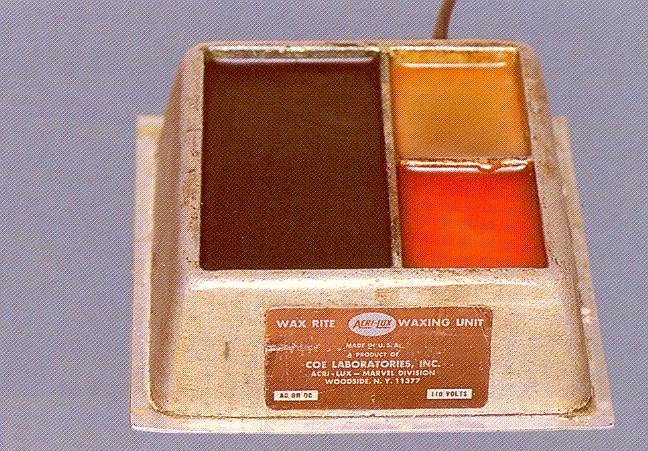 WAX RITE ACRI-LUX WAXING UNIT
MADE IN U.S.A.
A PRODUCT OF
COE LABORATORIES, INC.
ACRI-LUX — MARVEL DIVISION
WOODSIDE, N.Y. 11377
AC OR DC 110 VOLTS